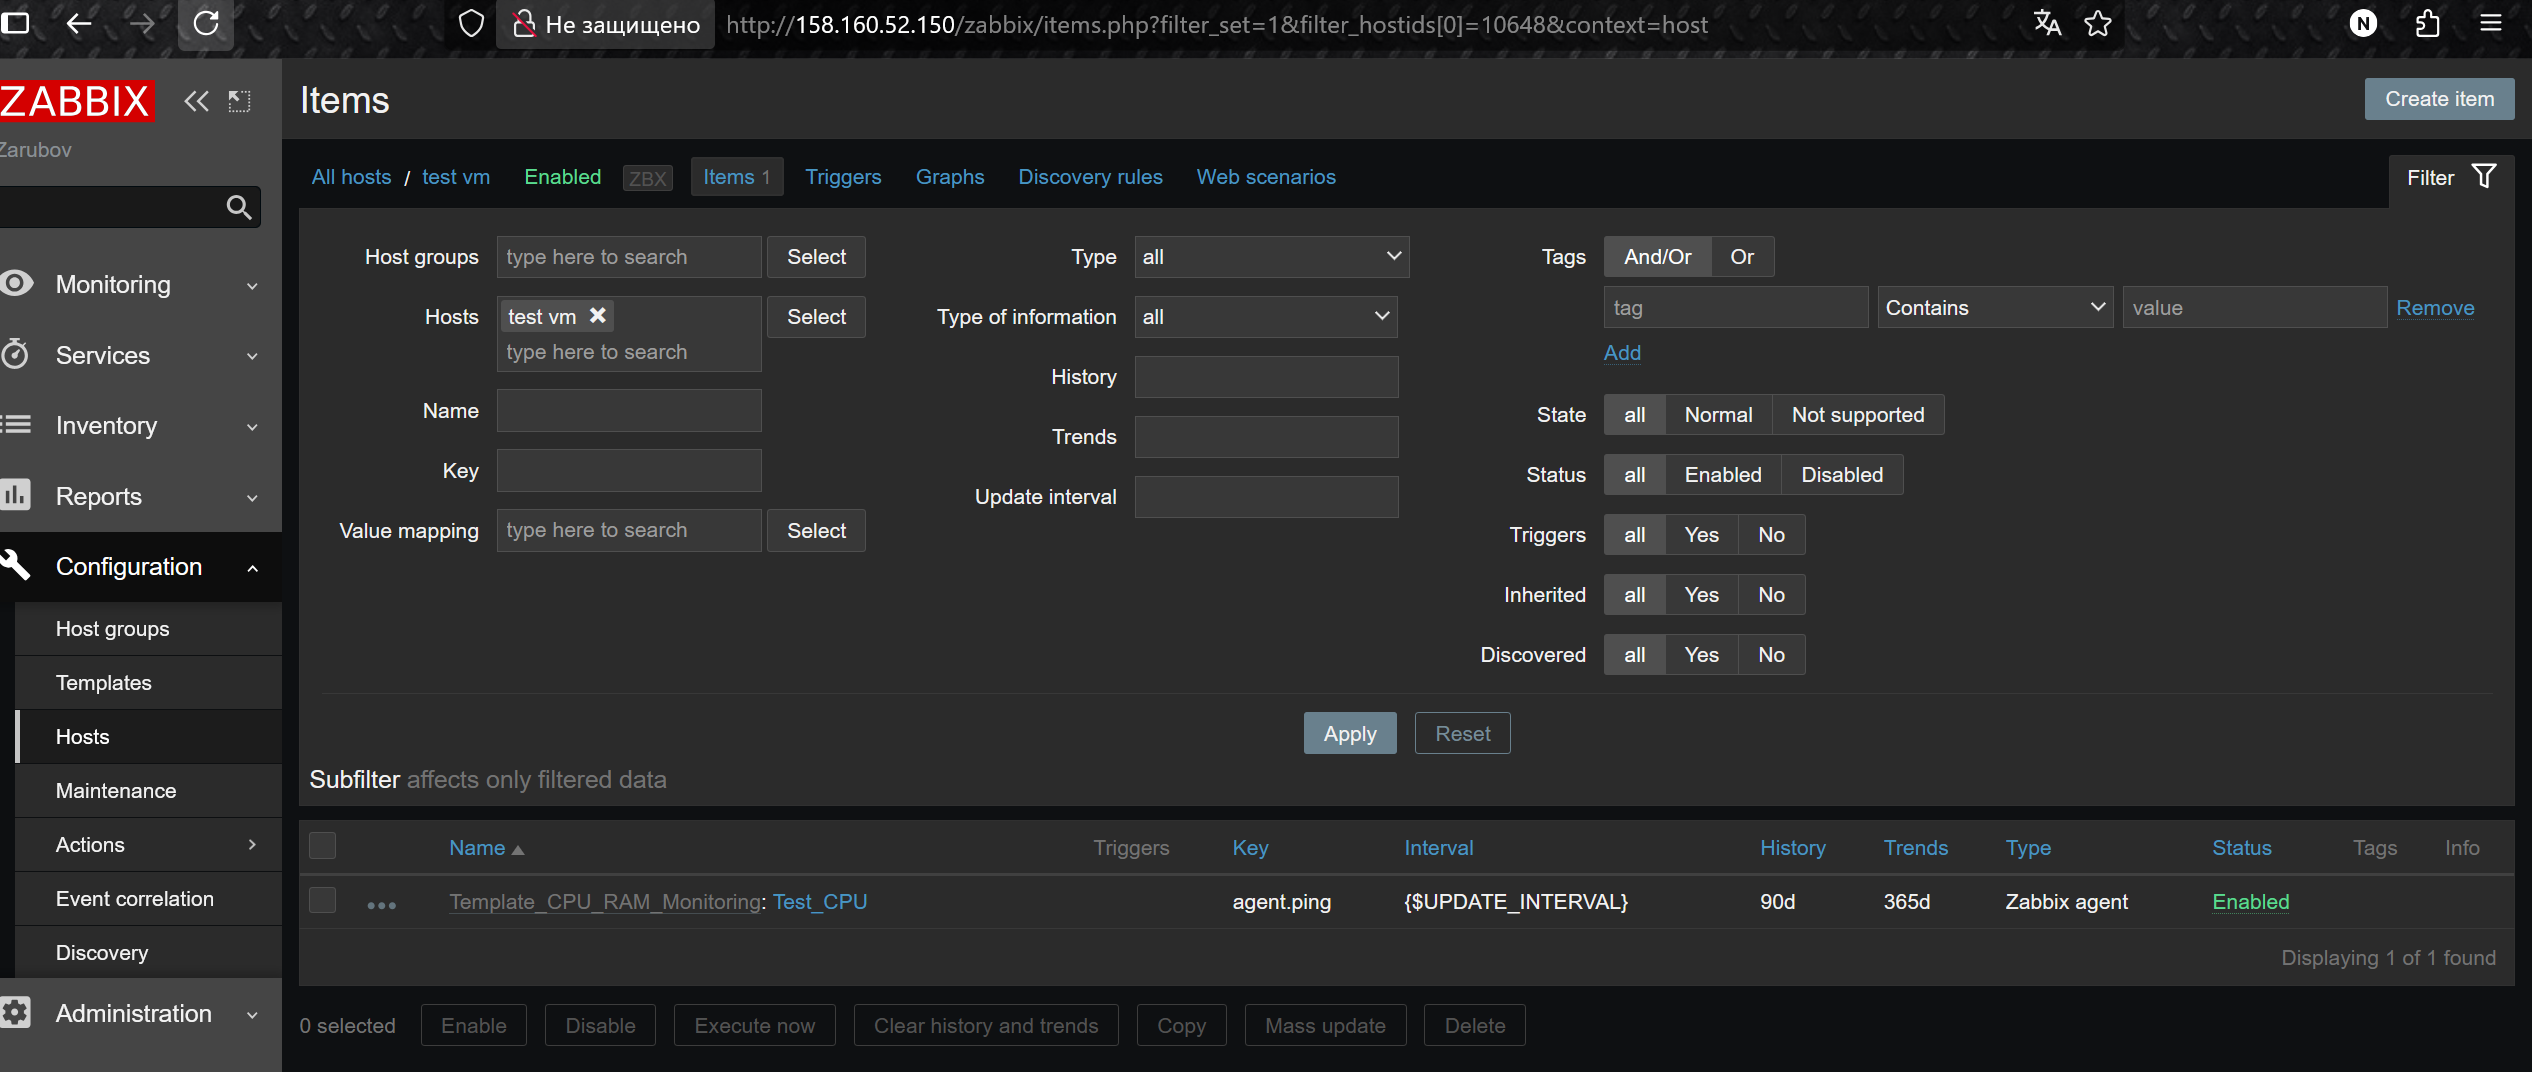 Не защищено http://158.160.52.150/zabbix/items.php?filter_set=1&filter_hostids[0]=10648&context=host
N
ZABBIX
Zarubov
Monitoring
Services
Inventory
Reports
Configuration
Host groups
Templates
Hosts
Maintenance
Actions
Event correlation
Discovery
Administration
Items
Create item
All hosts / test vm Enabled ZBX Items 1 Triggers Graphs Discovery rules Web scenarios
Filter
Host groups type here to search Select
Hosts test vm Select
type here to search
Name
Key
Value mapping type here to search Select
Type all
Type of information all
History
Trends
Update interval
Tags And/Or Or
tag Contains value Remove
Add
State all Normal Not supported
Status all Enabled Disabled
Triggers all Yes No
Inherited all Yes No
Discovered all Yes No
Apply Reset
Subfilter affects only filtered data
Name Triggers Key Interval History Trends Type Status Tags Info
Template_CPU_RAM_Monitoring: Test_CPU agent.ping {$UPDATE_INTERVAL} 90d 365d Zabbix agent Enabled
Displaying 1 of 1 found
0 selected Enable Disable Execute now Clear history and trends Copy Mass update Delete